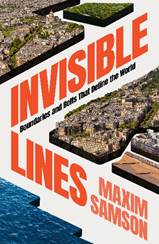 INVISIBLE
Boundaries and Belts That Define the World
LINES
MAXIM
SAMSON